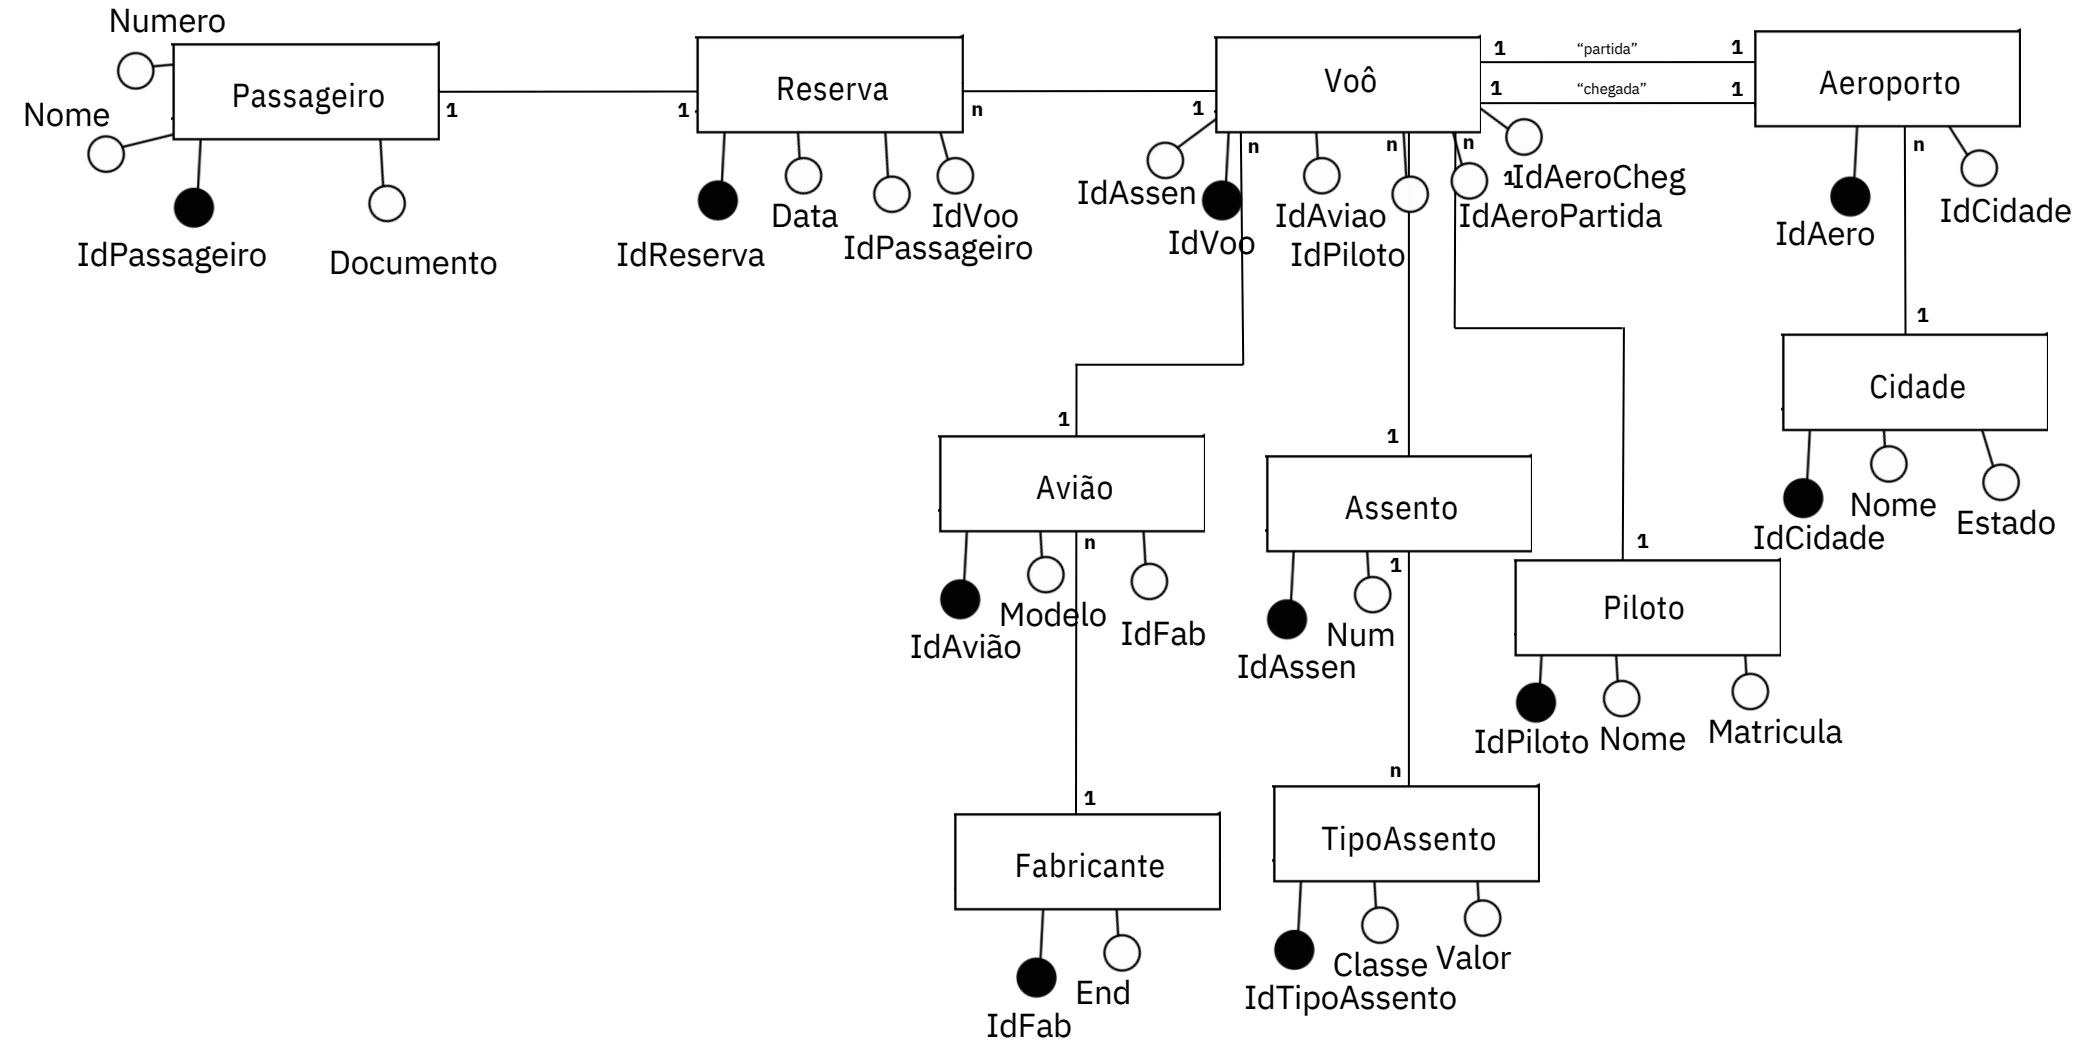 Numero
Nome
Passageiro
1
IdPassageiro
Documento
1
Reserva
n
IdReserva
Data
IdPassageiro
IdVoo
1
Voô
n
n
n
IdAssen
IdVoo
IdAviao
IdPiloto
1IdAeroCheg
IdAeroPartida
1
“partida”
1
1
“chegada”
1
Aeroporto
n
IdAero
IdCidade
1
Cidade
IdCidade
Nome
Estado
1
Avião
n
IdAvião
Modelo
IdFab
1
Assento
1
IdAssen
Num
1
Piloto
IdPiloto
Nome
Matricula
1
Fabricante
IdFab
End
n
TipoAssento
IdTipoAssento
Classe
Valor